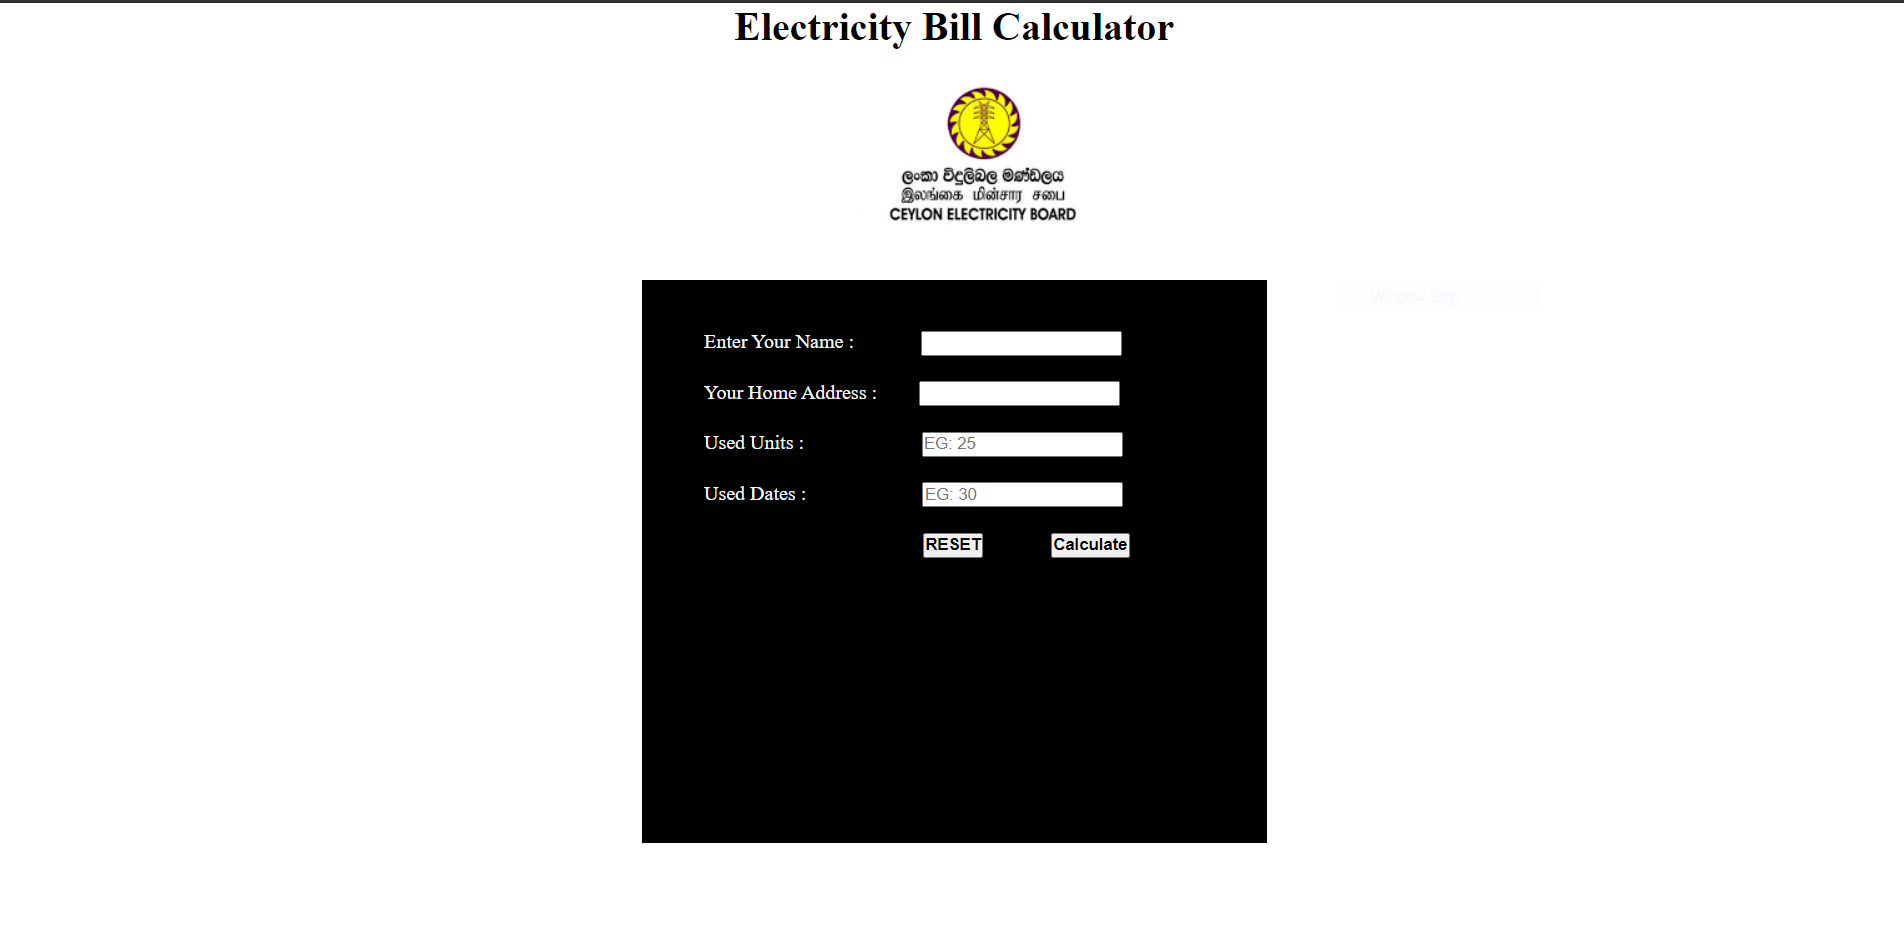 Electricity Bill Calculator
ලංකා විදුලිබල මණ්ඩලය
இலங்கை மின்சார சபை
CEYLON ELECTRICITY BOARD
Window Snip
Enter Your Name :
Your Home Address :
Used Units : EG: 25
Used Dates : EG: 30
RESET Calculate